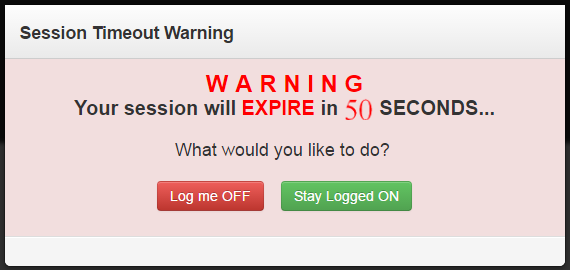 Session Timeout Warning
W A R N I N G
Your session will EXPIRE in 50 SECONDS...
What would you like to do?
Log me OFF
Stay Logged ON